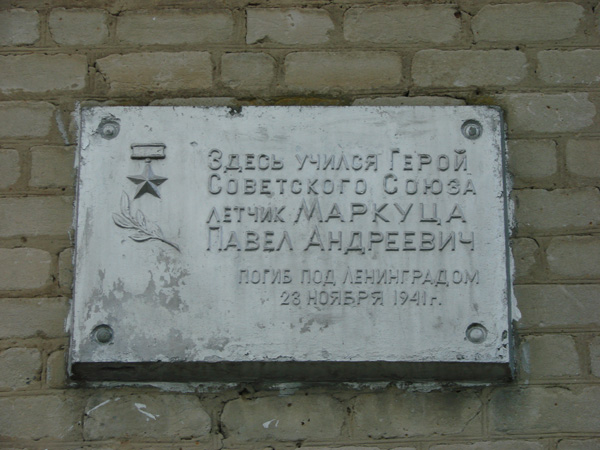 Здесь учился Герой
Советского Союза
летчик Маркуца
Павел Андреевич
погиб под Ленинградом
23 ноября 1941 г.